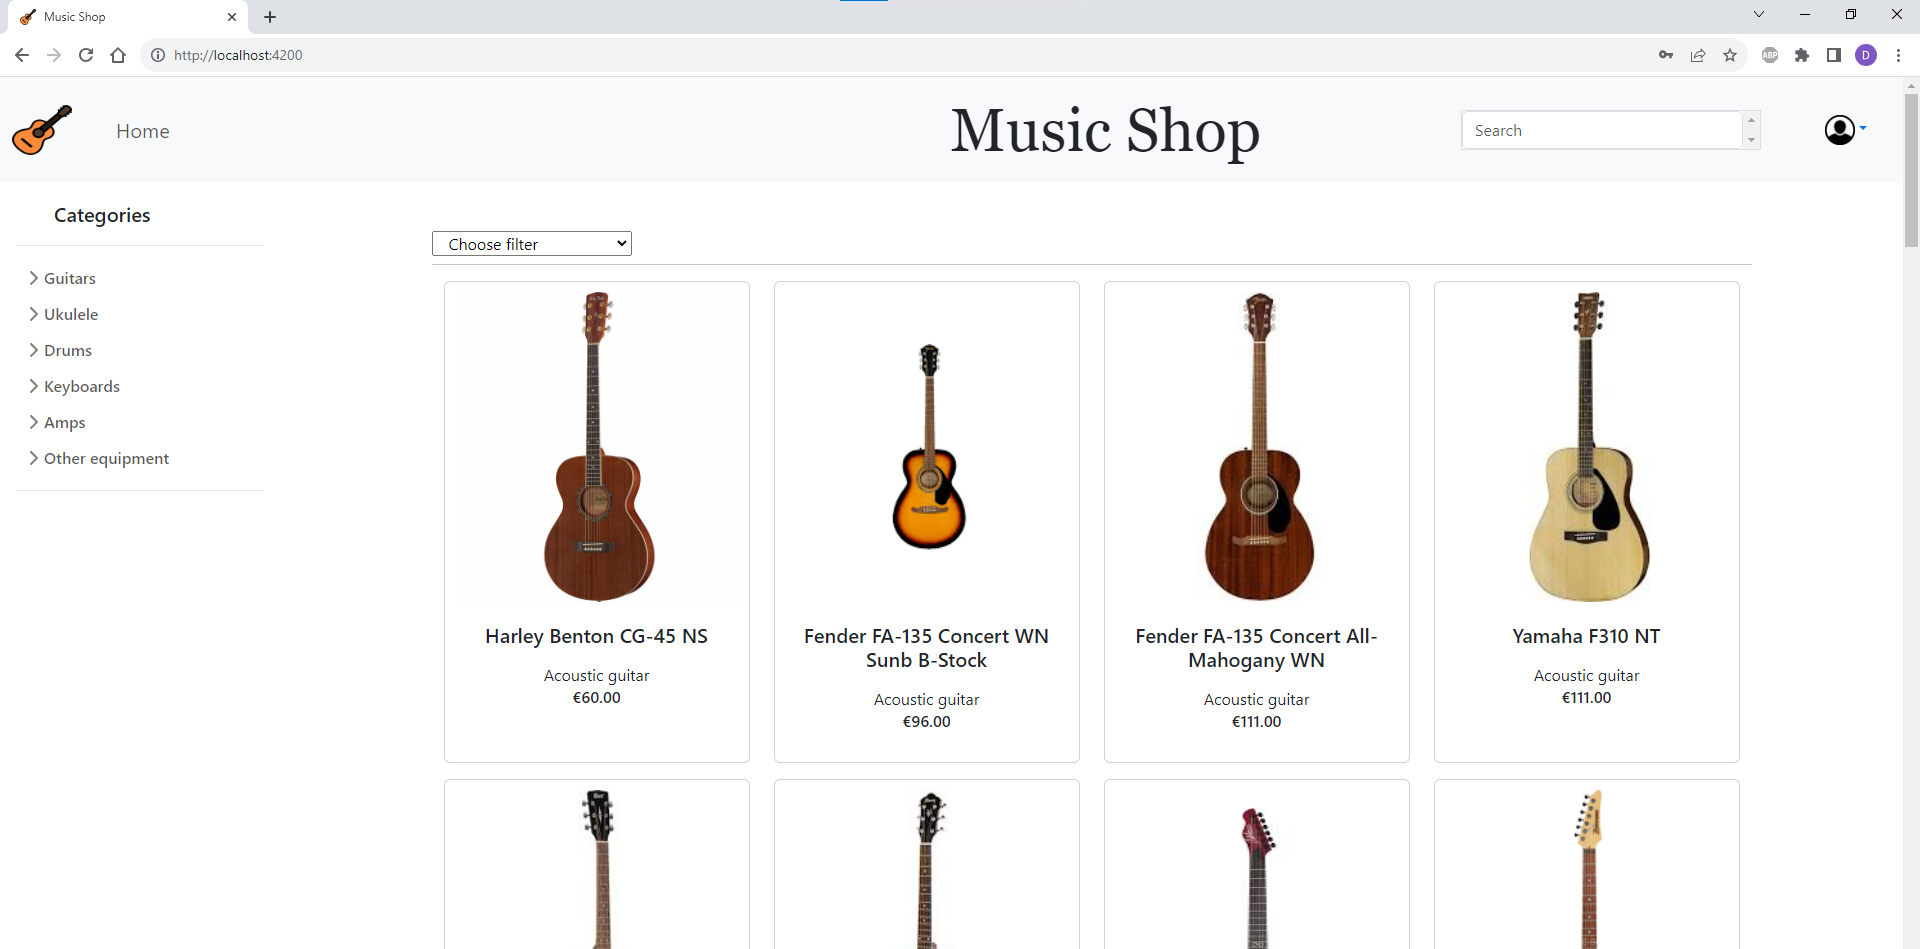 Music Shop
http://localhost:4200
ABP
D
Home
Music Shop
Search
Categories
Guitars
Ukulele
Drums
Keyboards
Amps
Other equipment
Choose filter
Harley Benton CG-45 NS
Acoustic guitar
€60.00
Fender FA-135 Concert WN
Sunb B-Stock
Acoustic guitar
€96.00
Fender FA-135 Concert All-
Mahogany WN
Acoustic guitar
€111.00
Yamaha F310 NT
Acoustic guitar
€111.00